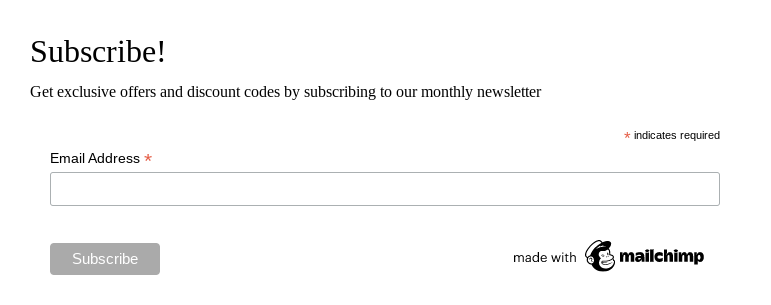 Subscribe!
Get exclusive offers and discount codes by subscribing to our monthly newsletter
* indicates required
Email Address *
Subscribe
made with mailchimp